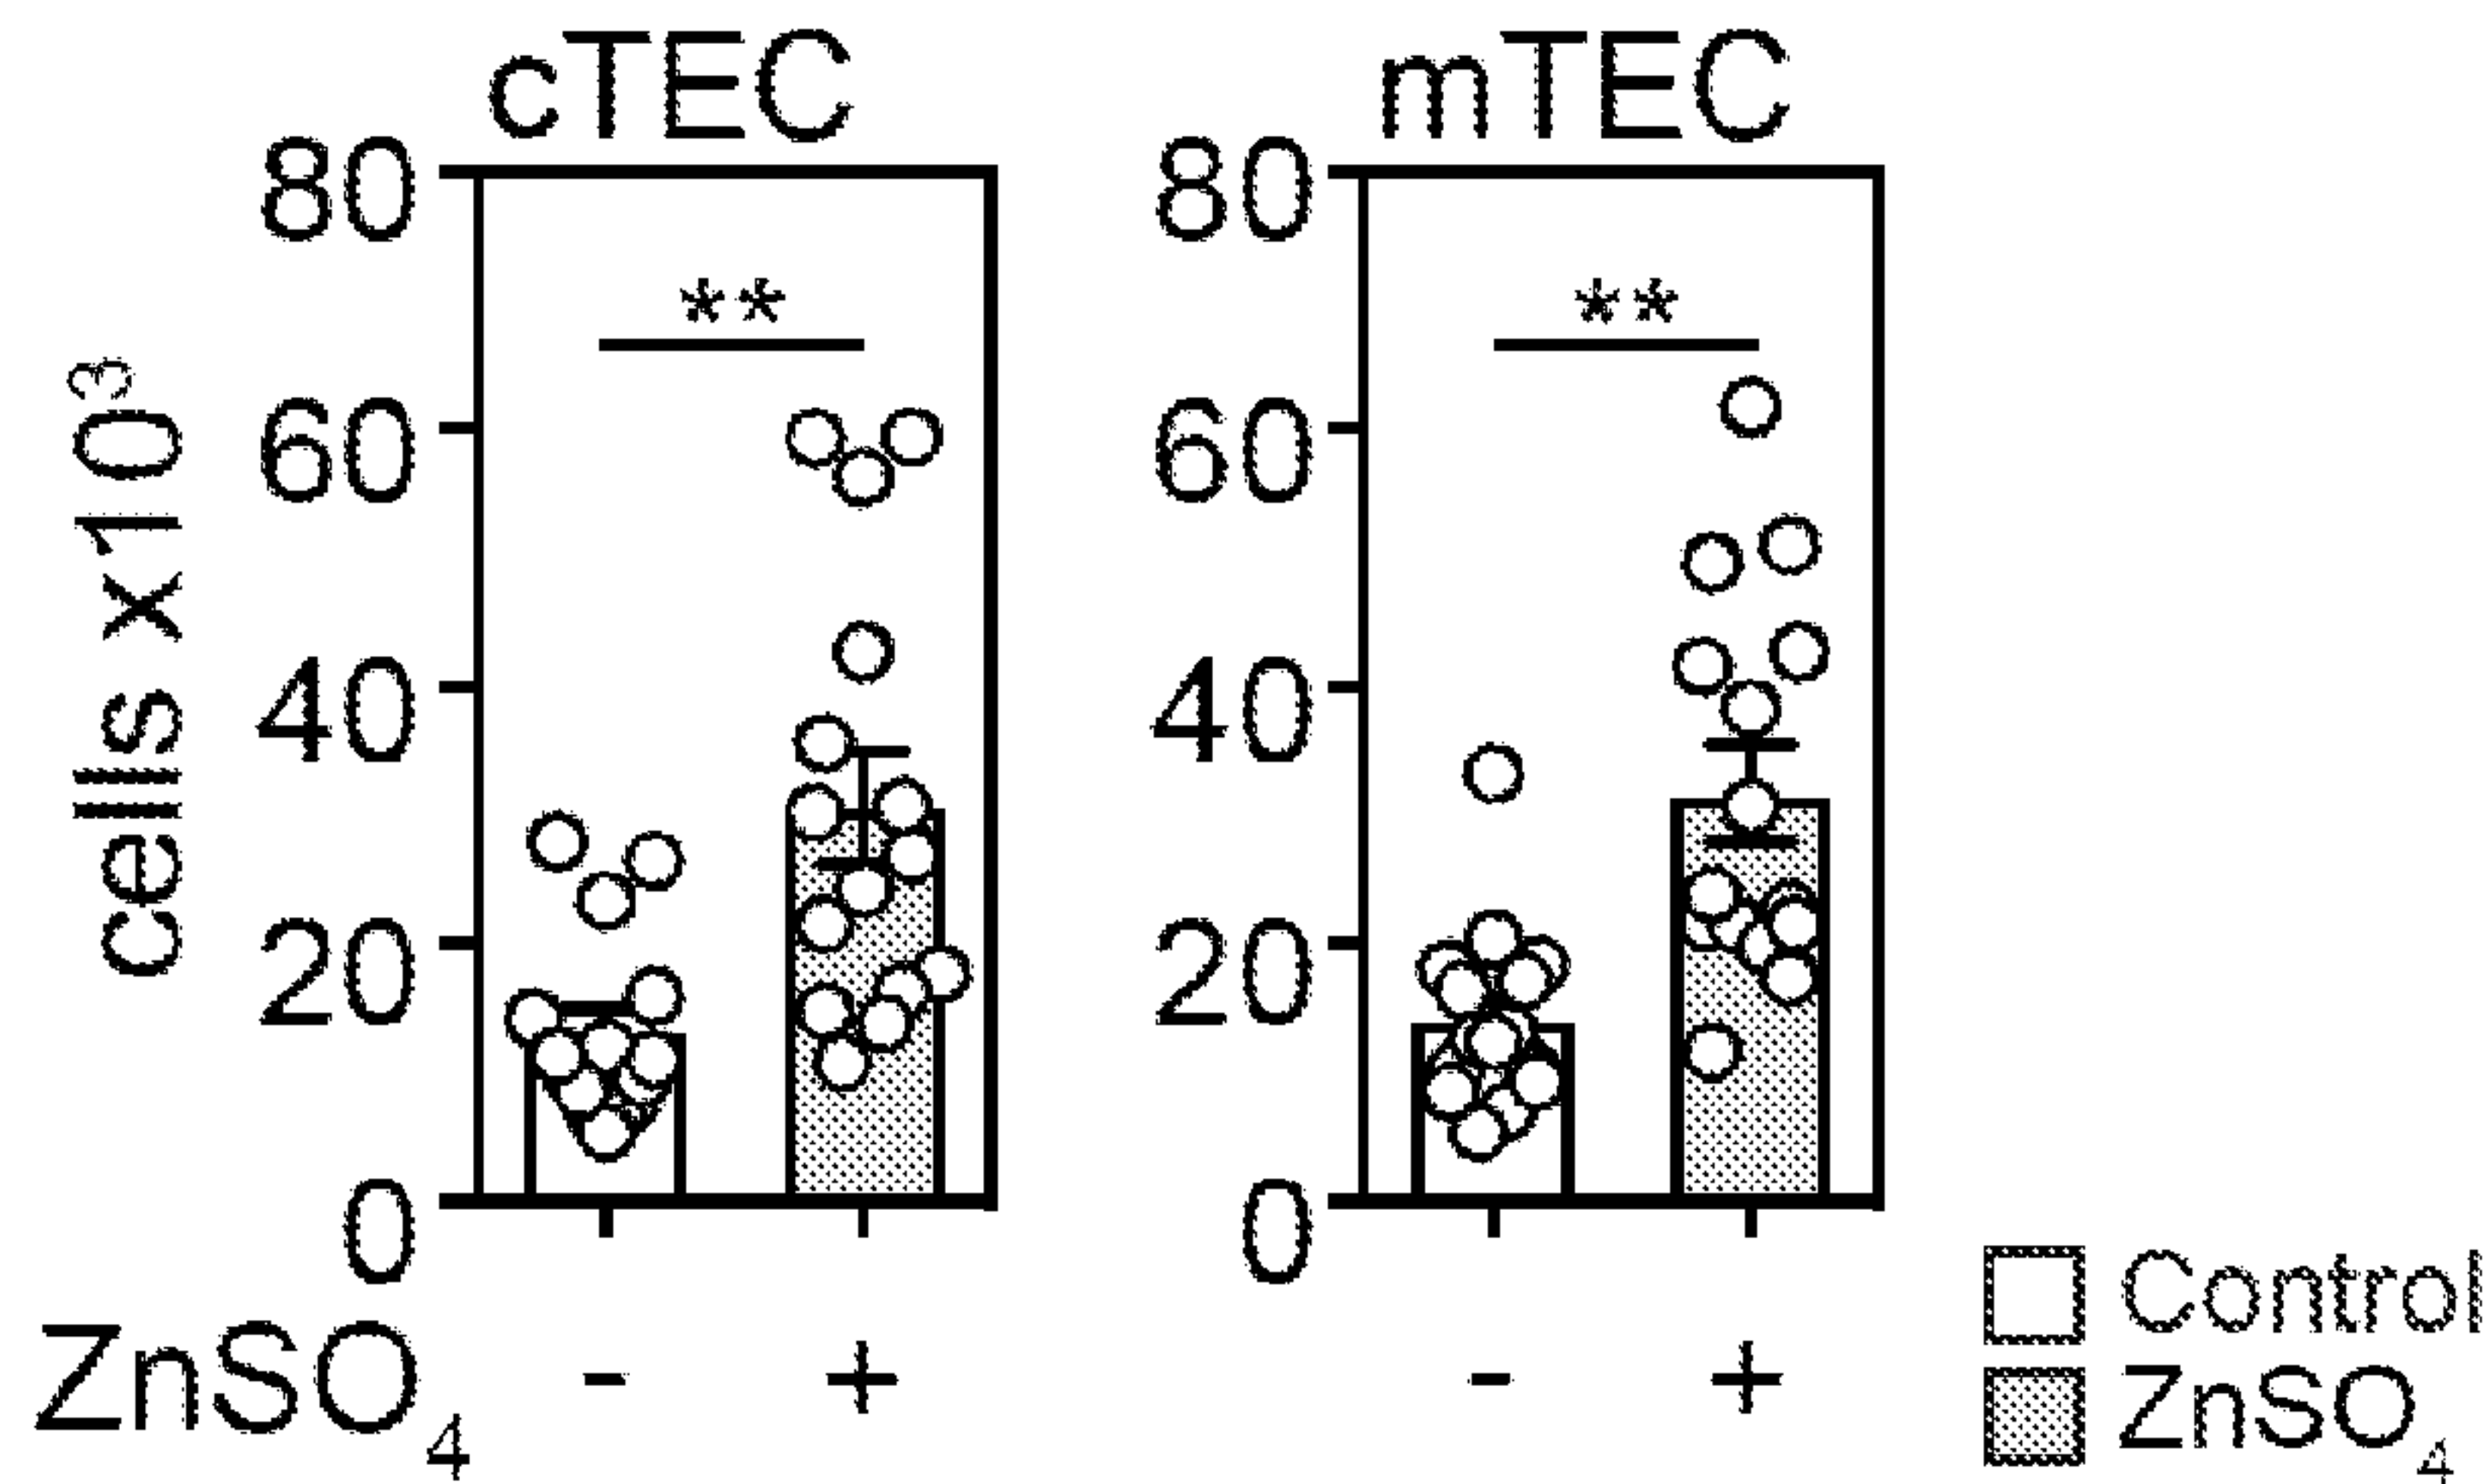 cTEC mTEC
cells x10³
80
60
40
20
0
**
80
60
40
20
0
**
ZnSO₄ - + - +
Control
ZnSO₄